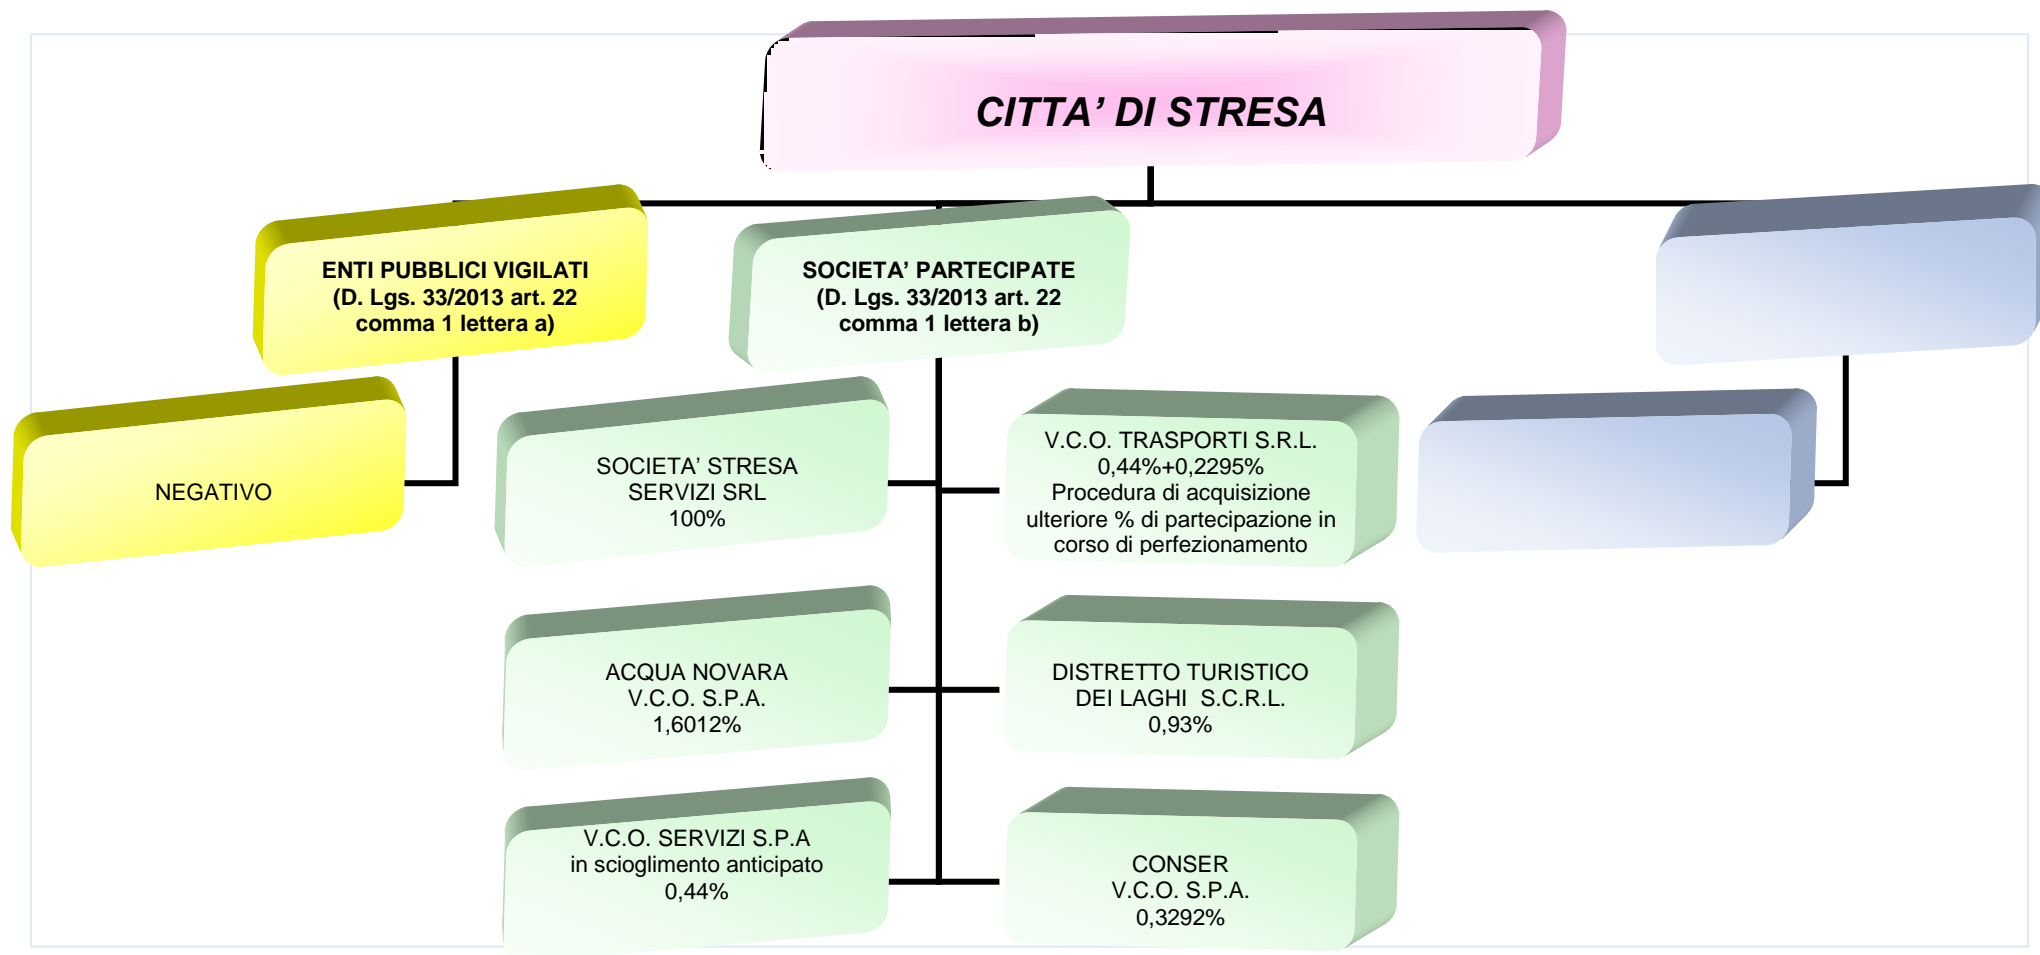 CITTA’ DI STRESA
ENTI PUBBLICI VIGILATI
(D. Lgs. 33/2013 art. 22
comma 1 lettera a)
SOCIETA’ PARTECIPATE
(D. Lgs. 33/2013 art. 22
comma 1 lettera b)
NEGATIVO
SOCIETA’ STRESA
SERVIZI SRL
100%
V.C.O. TRASPORTI S.R.L.
0,44%+0,2295%
Procedura di acquisizione
ulteriore % di partecipazione in
corso di perfezionamento
ACQUA NOVARA
V.C.O. S.P.A.
1,6012%
DISTRETTO TURISTICO
DEI LAGHI  S.C.R.L.
0,93%
V.C.O. SERVIZI S.P.A
in scioglimento anticipato
0,44%
CONSER
V.C.O. S.P.A.
0,3292%